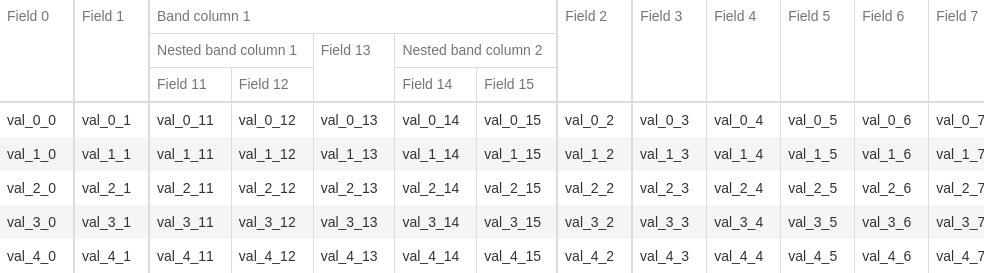 Field 0 Field 1 Band column 1 Field 2 Field 3 Field 4 Field 5 Field 6 Field 7
Nested band column 1 Field 13 Nested band column 2
Field 11 Field 12 Field 14 Field 15
val_0_0 val_0_1 val_0_11 val_0_12 val_0_13 val_0_14 val_0_15 val_0_2 val_0_3 val_0_4 val_0_5 val_0_6 val_0_7
val_1_0 val_1_1 val_1_11 val_1_12 val_1_13 val_1_14 val_1_15 val_1_2 val_1_3 val_1_4 val_1_5 val_1_6 val_1_7
val_2_0 val_2_1 val_2_11 val_2_12 val_2_13 val_2_14 val_2_15 val_2_2 val_2_3 val_2_4 val_2_5 val_2_6 val_2_7
val_3_0 val_3_1 val_3_11 val_3_12 val_3_13 val_3_14 val_3_15 val_3_2 val_3_3 val_3_4 val_3_5 val_3_6 val_3_7
val_4_0 val_4_1 val_4_11 val_4_12 val_4_13 val_4_14 val_4_15 val_4_2 val_4_3 val_4_4 val_4_5 val_4_6 val_4_7